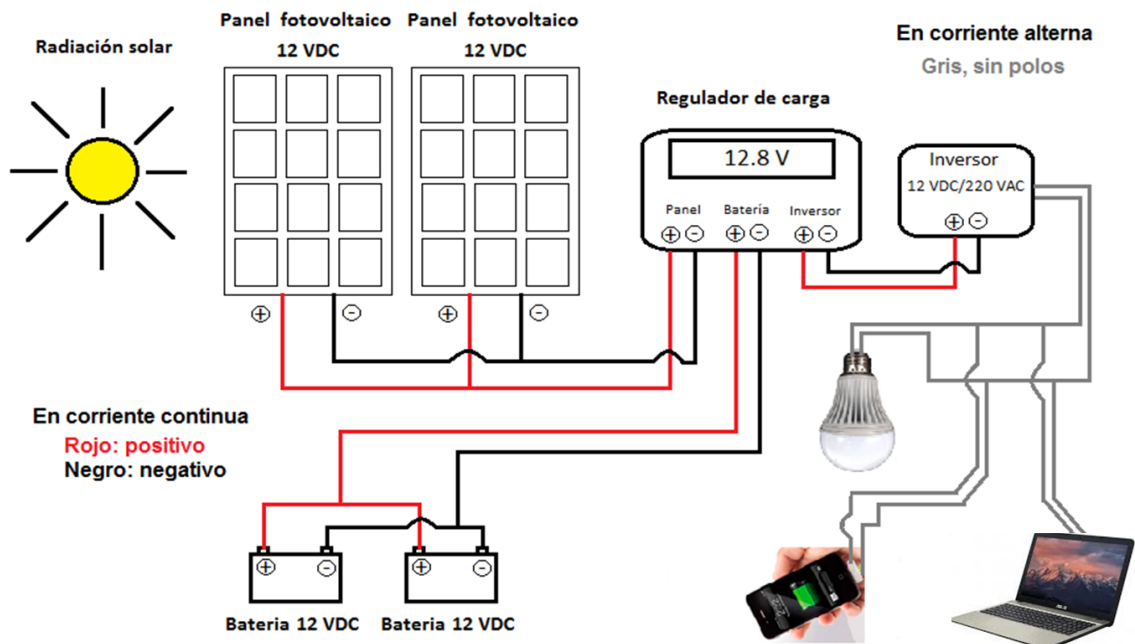 Panel fotovoltaico
12 VDC
Panel fotovoltaico
12 VDC
Radiación solar
En corriente alterna
Gris, sin polos
Regulador de carga
12.8 V
Panel
Batería
Inversor
+ - + - + -
Inversor
12 VDC/220 VAC
+ -
+ -
+ -
En corriente continua
Rojo: positivo
Negro: negativo
+ -
+ -
Bateria 12 VDC
Bateria 12 VDC